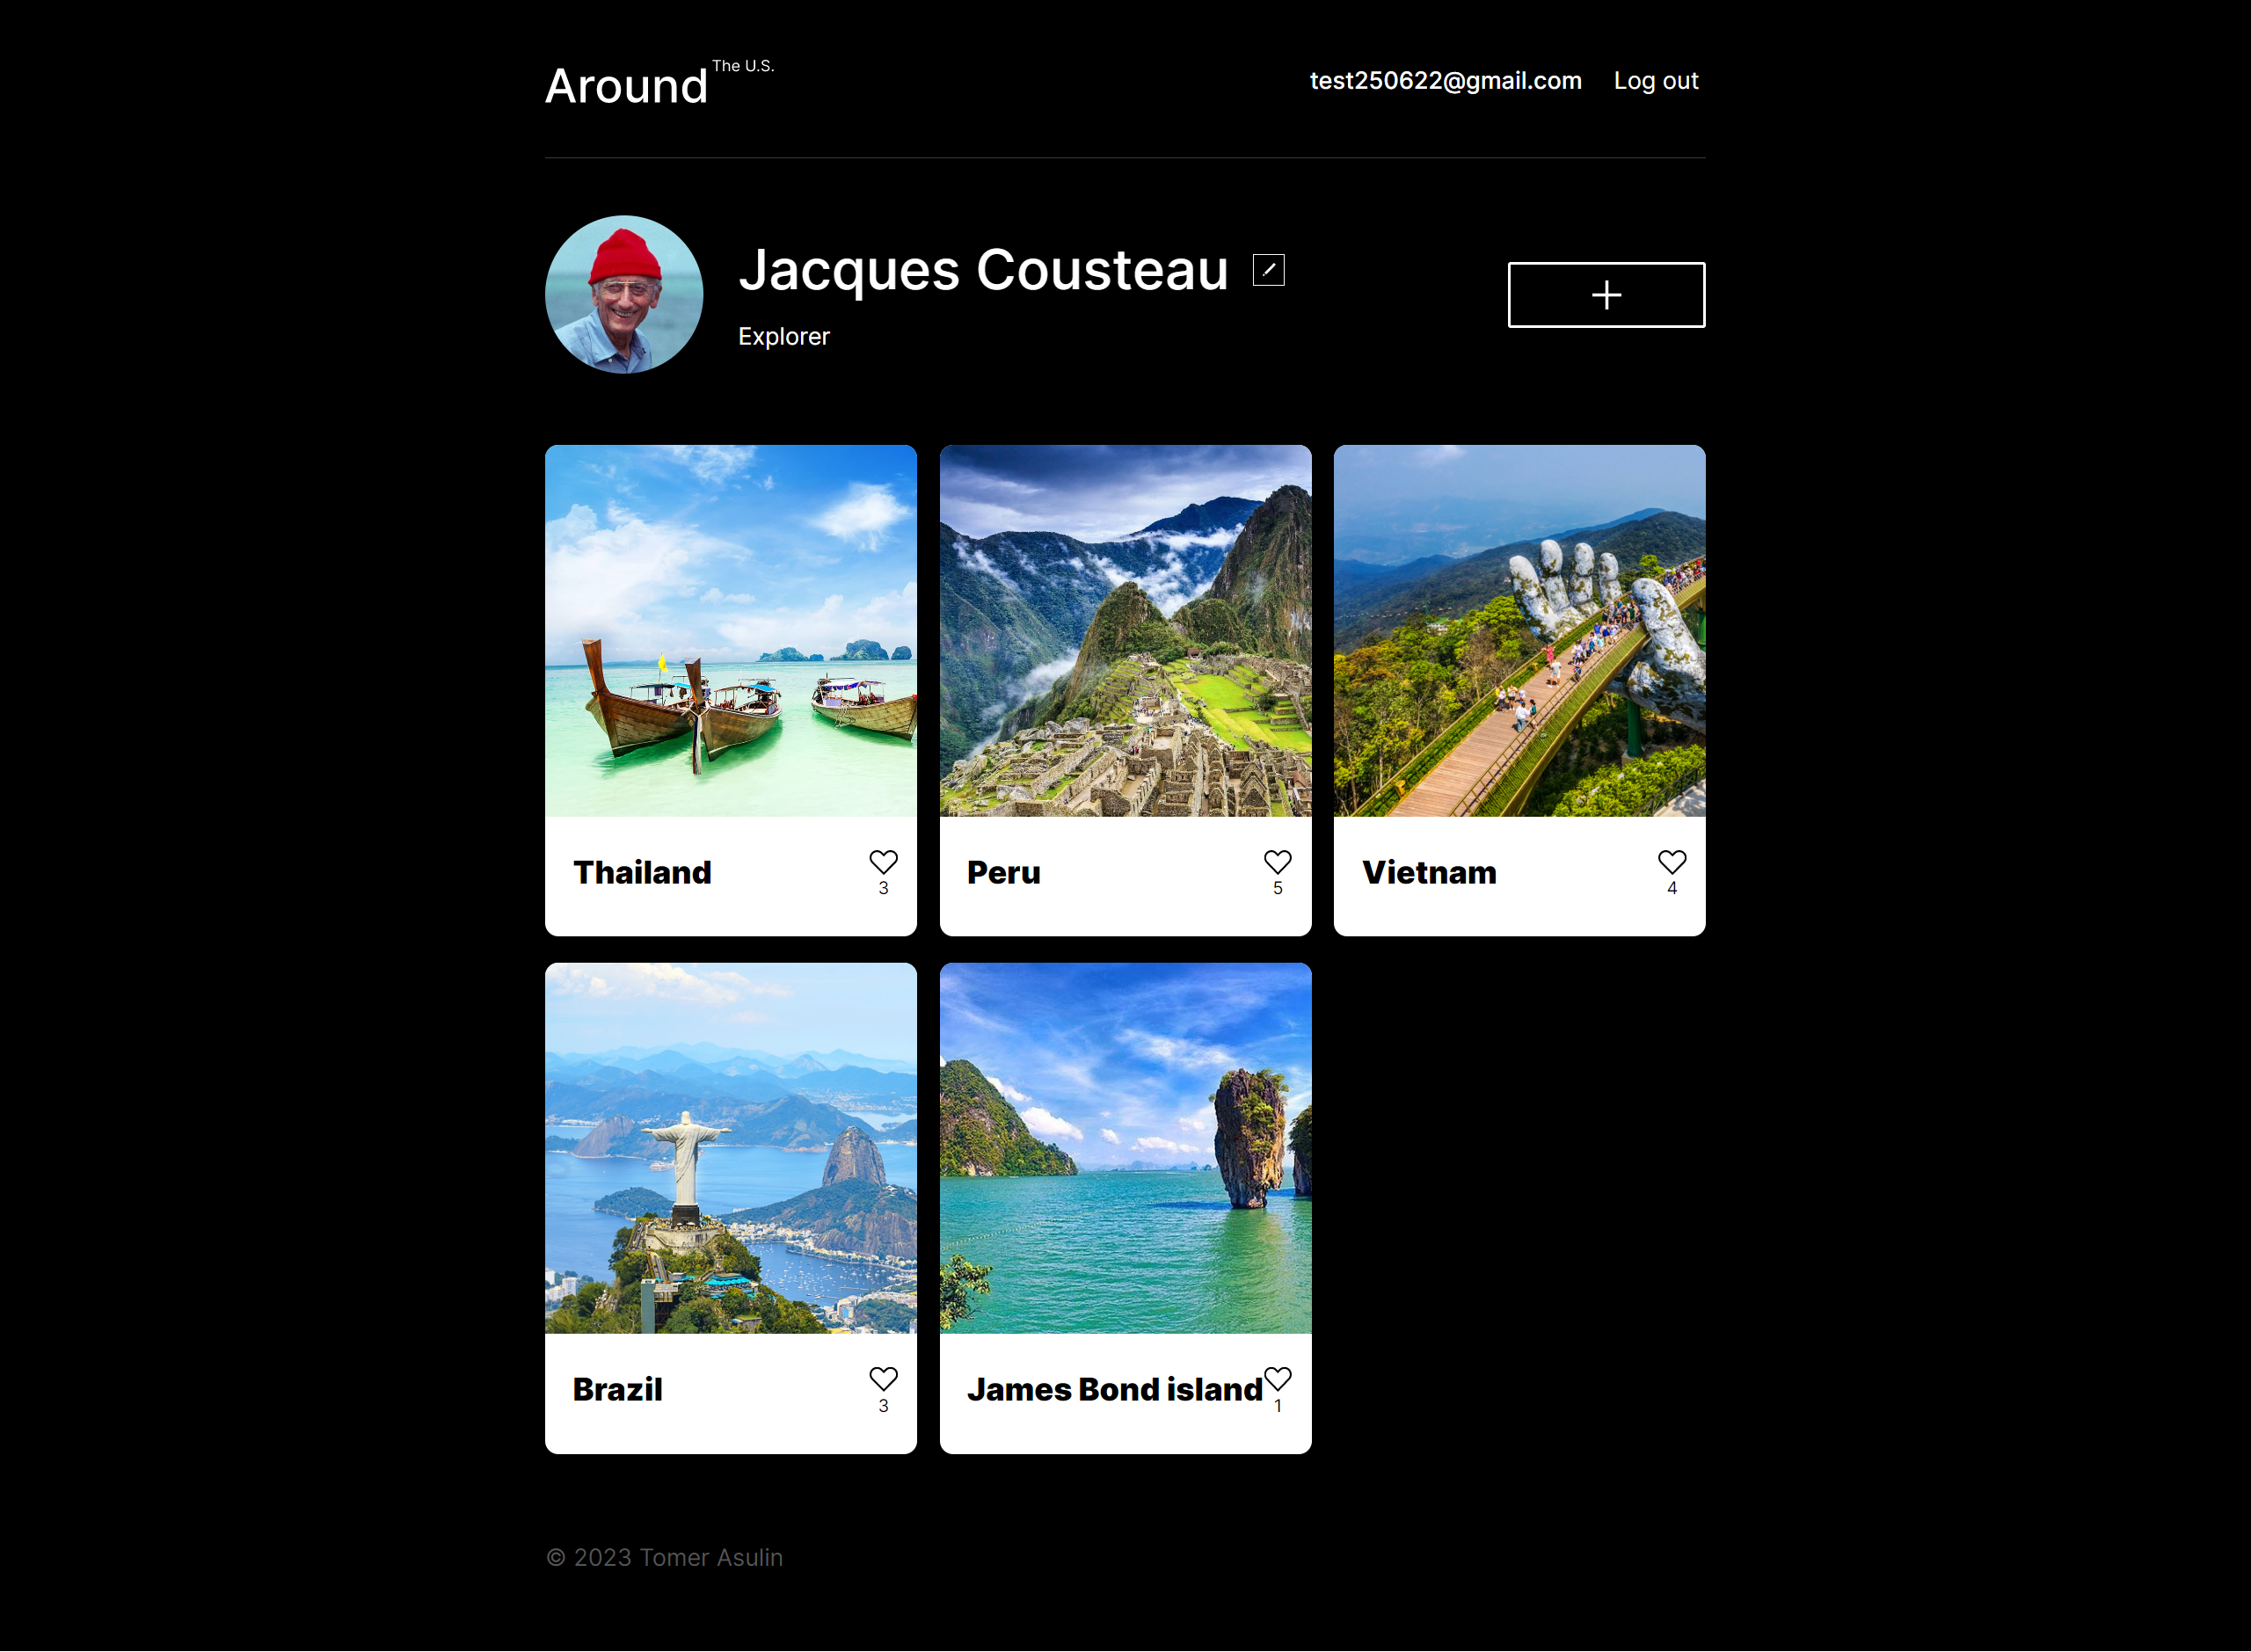 Around The U.S.
test250622@gmail.com Log out
Jacques Cousteau
Explorer
Thailand
3
Peru
5
Vietnam
4
Brazil
3
James Bond island
1
© 2023 Tomer Asulin